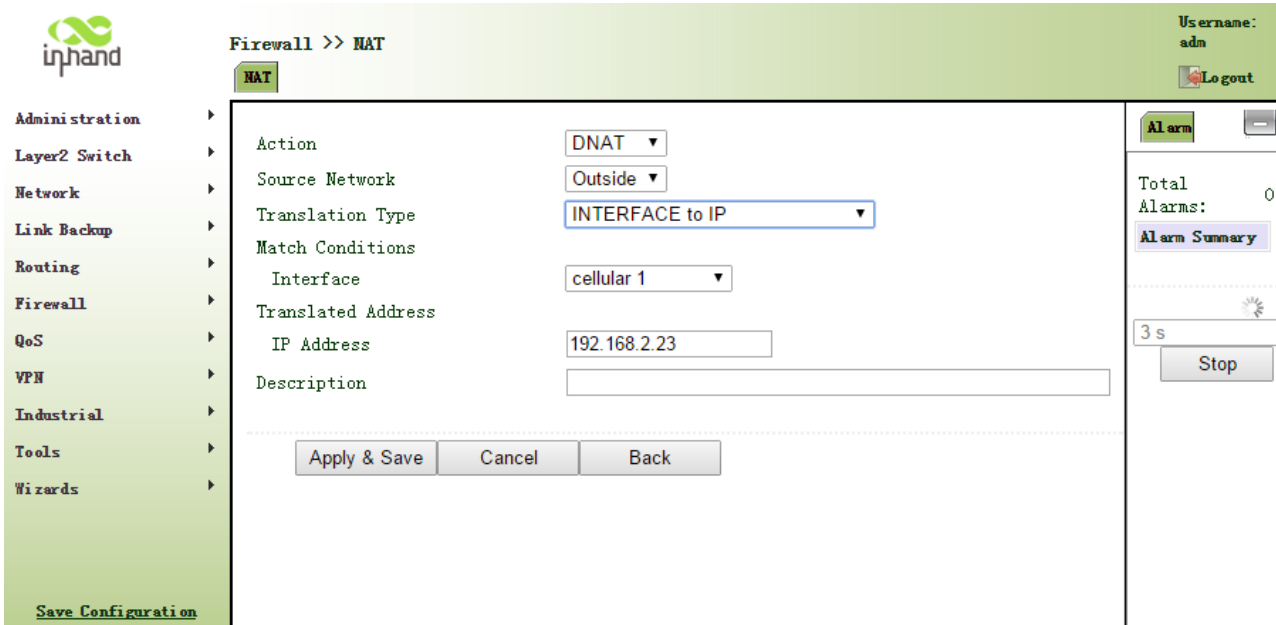 inhand
Firewall >> NAT
Username:
adm
Logout
NAT
Administration
Layer2 Switch
Network
Link Backup
Routing
Firewall
QoS
VPN
Industrial
Tools
Wizards
Save Configuration
Action DNAT
Source Network Outside
Translation Type INTERFACE to IP
Match Conditions
Interface cellular 1
Translated Address
IP Address 192.168.2.23
Description
Apply & Save Cancel Back
Alarm
Total
Alarms: 0
Alarm Summary
3 s
Stop